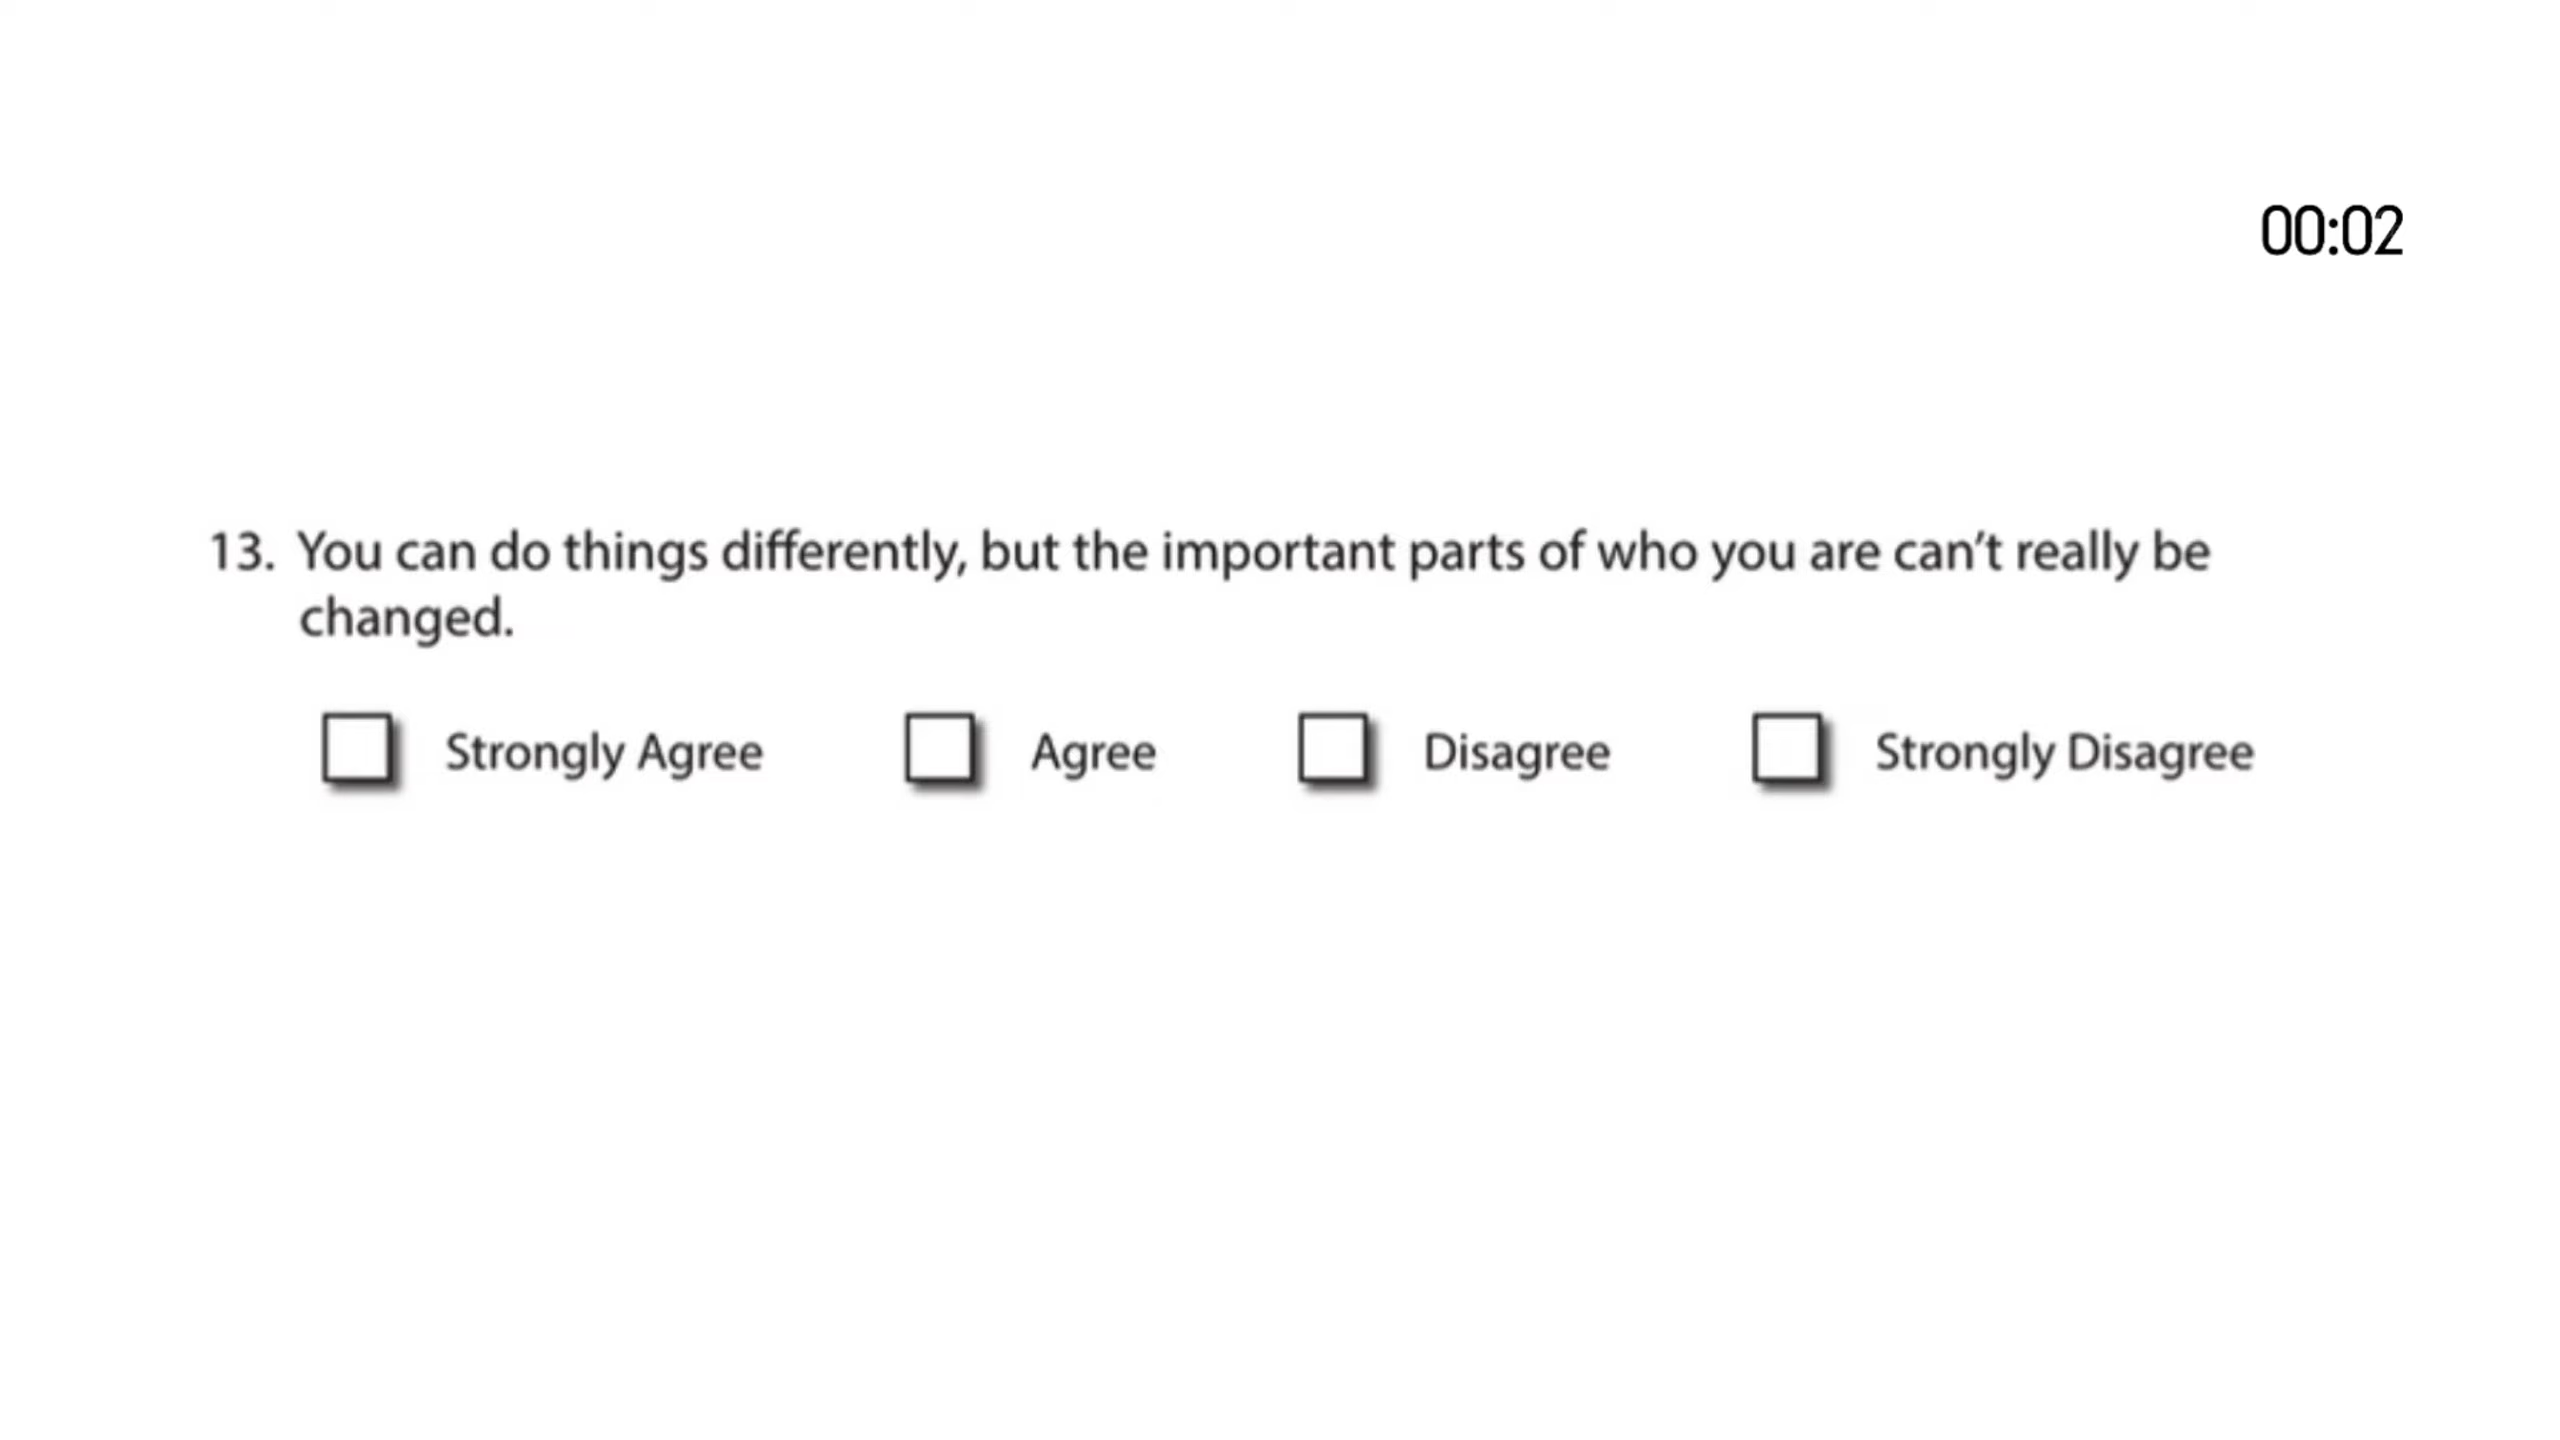 00:02
13. You can do things differently, but the important parts of who you are can’t really be
changed.
Strongly Agree Agree Disagree Strongly Disagree